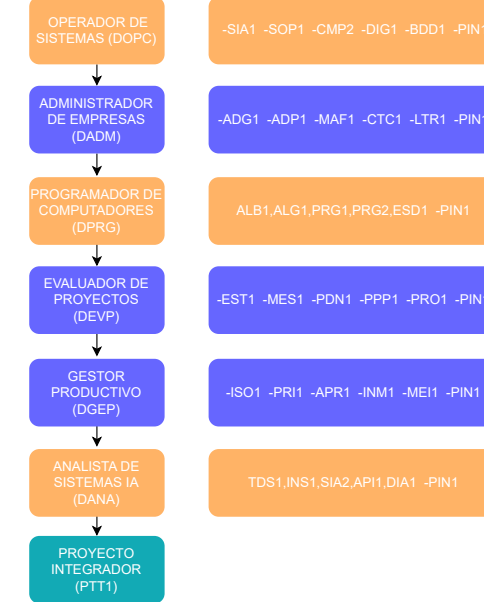 OPERADOR DE
SISTEMAS (DOPC)
-SIA1 -SOP1 -CMP2 -DIG1 -BDD1 -PIN1
ADMINISTRADOR
DE EMPRESAS
(DADM)
-ADG1 -ADP1 -MAF1 -CTC1 -LTR1 -PIN1
PROGRAMADOR DE
COMPUTADORES
(DPRG)
ALB1,ALG1,PRG1,PRG2,ESD1 -PIN1
EVALUADOR DE
PROYECTOS
(DEVP)
-EST1 -MES1 -PDN1 -PPP1 -PRO1 -PIN1
GESTOR
PRODUCTIVO
(DGEP)
-ISO1 -PRI1 -APR1 -INM1 -MEI1 -PIN1
ANALISTA DE
SISTEMAS IA
(DANA)
TDS1,INS1,SIA2,API1,DIA1 -PIN1
PROYECTO
INTEGRADOR
(PTT1)